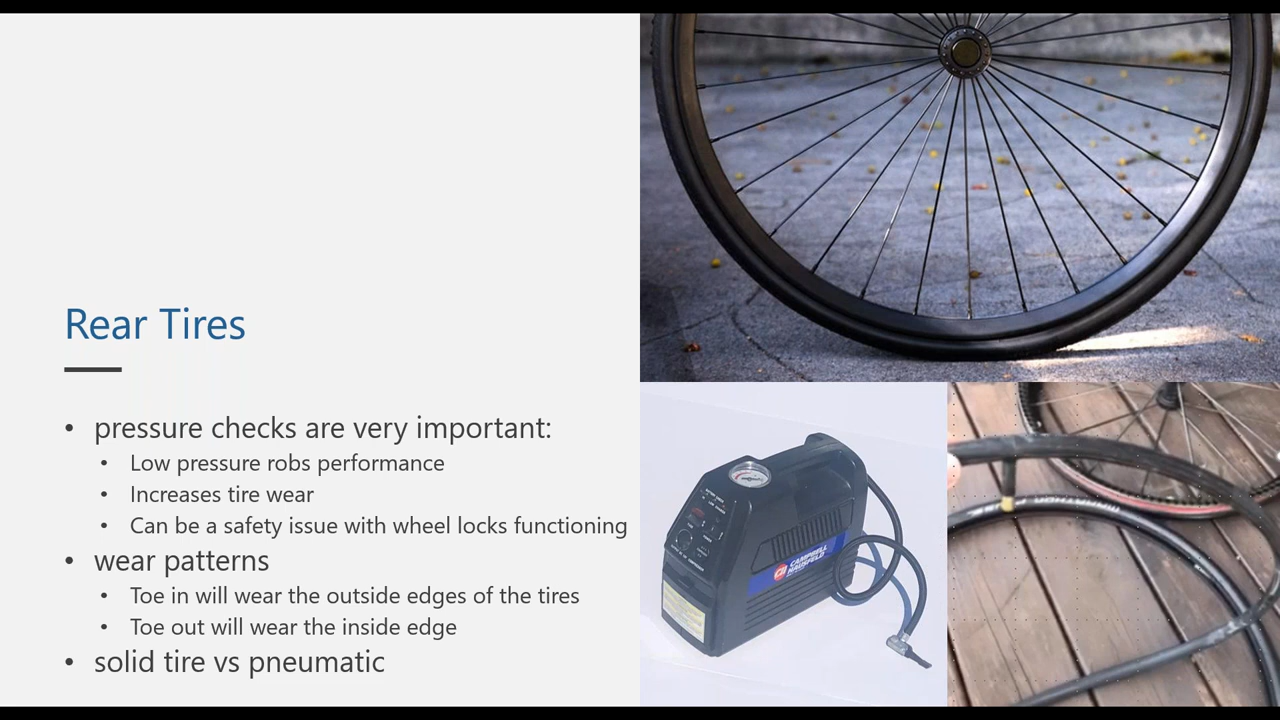 Rear Tires
• pressure checks are very important:
• Low pressure robs performance
• Increases tire wear
• Can be a safety issue with wheel locks functioning
• wear patterns
• Toe in will wear the outside edges of the tires
• Toe out will wear the inside edge
• solid tire vs pneumatic
CAMPBELL
HAUSFELD
MARATHON